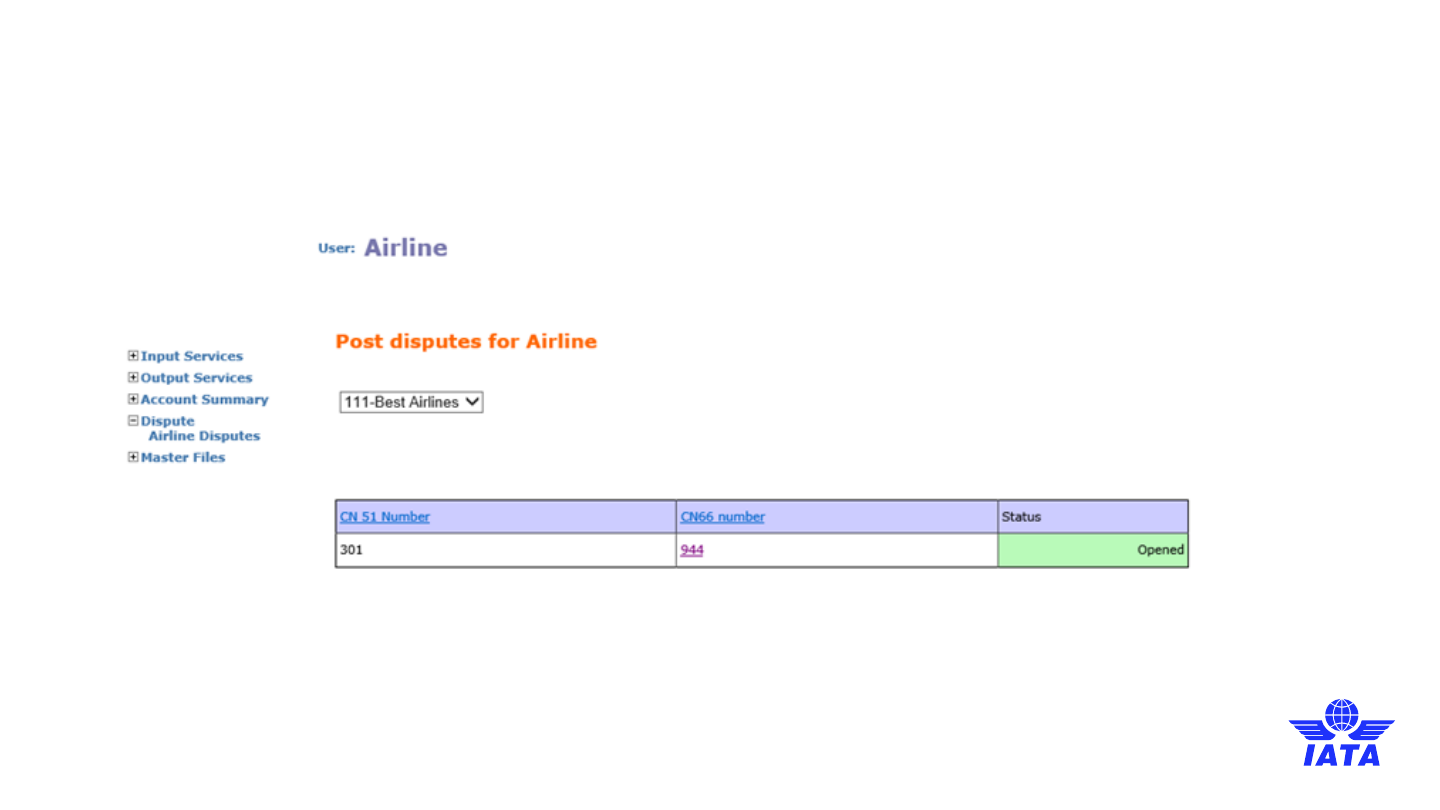 User: Airline
Post disputes for Airline
Input Services
Output Services
Account Summary
Dispute
Airline Disputes
Master Files
111-Best Airlines
CN 51 Number CN66 number Status
301 944 Opened
IATA